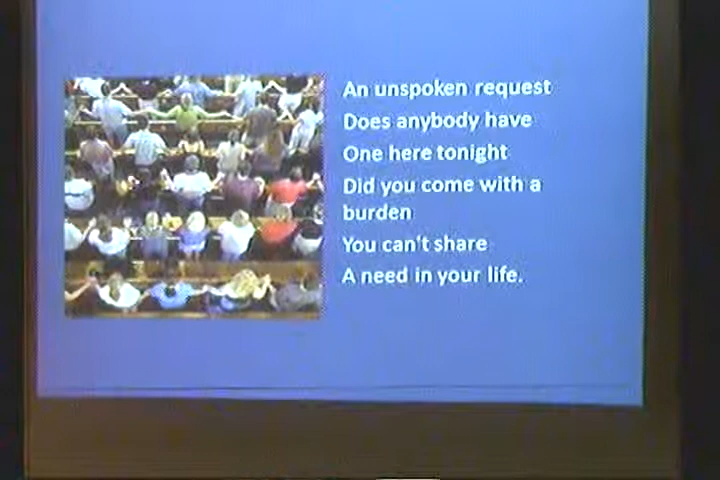 An unspoken request
Does anybody have
One here tonight
Did you come with a
burden
You can't share
A need in your life.